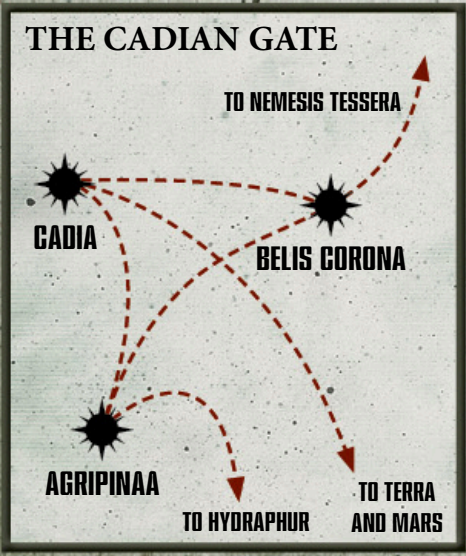 THE CADIAN GATE
TO NEMESIS TESSERA
CADIA
BELIS CORONA
AGRIPINAA
TO HYDRAPHUR
TO TERRA
AND MARS